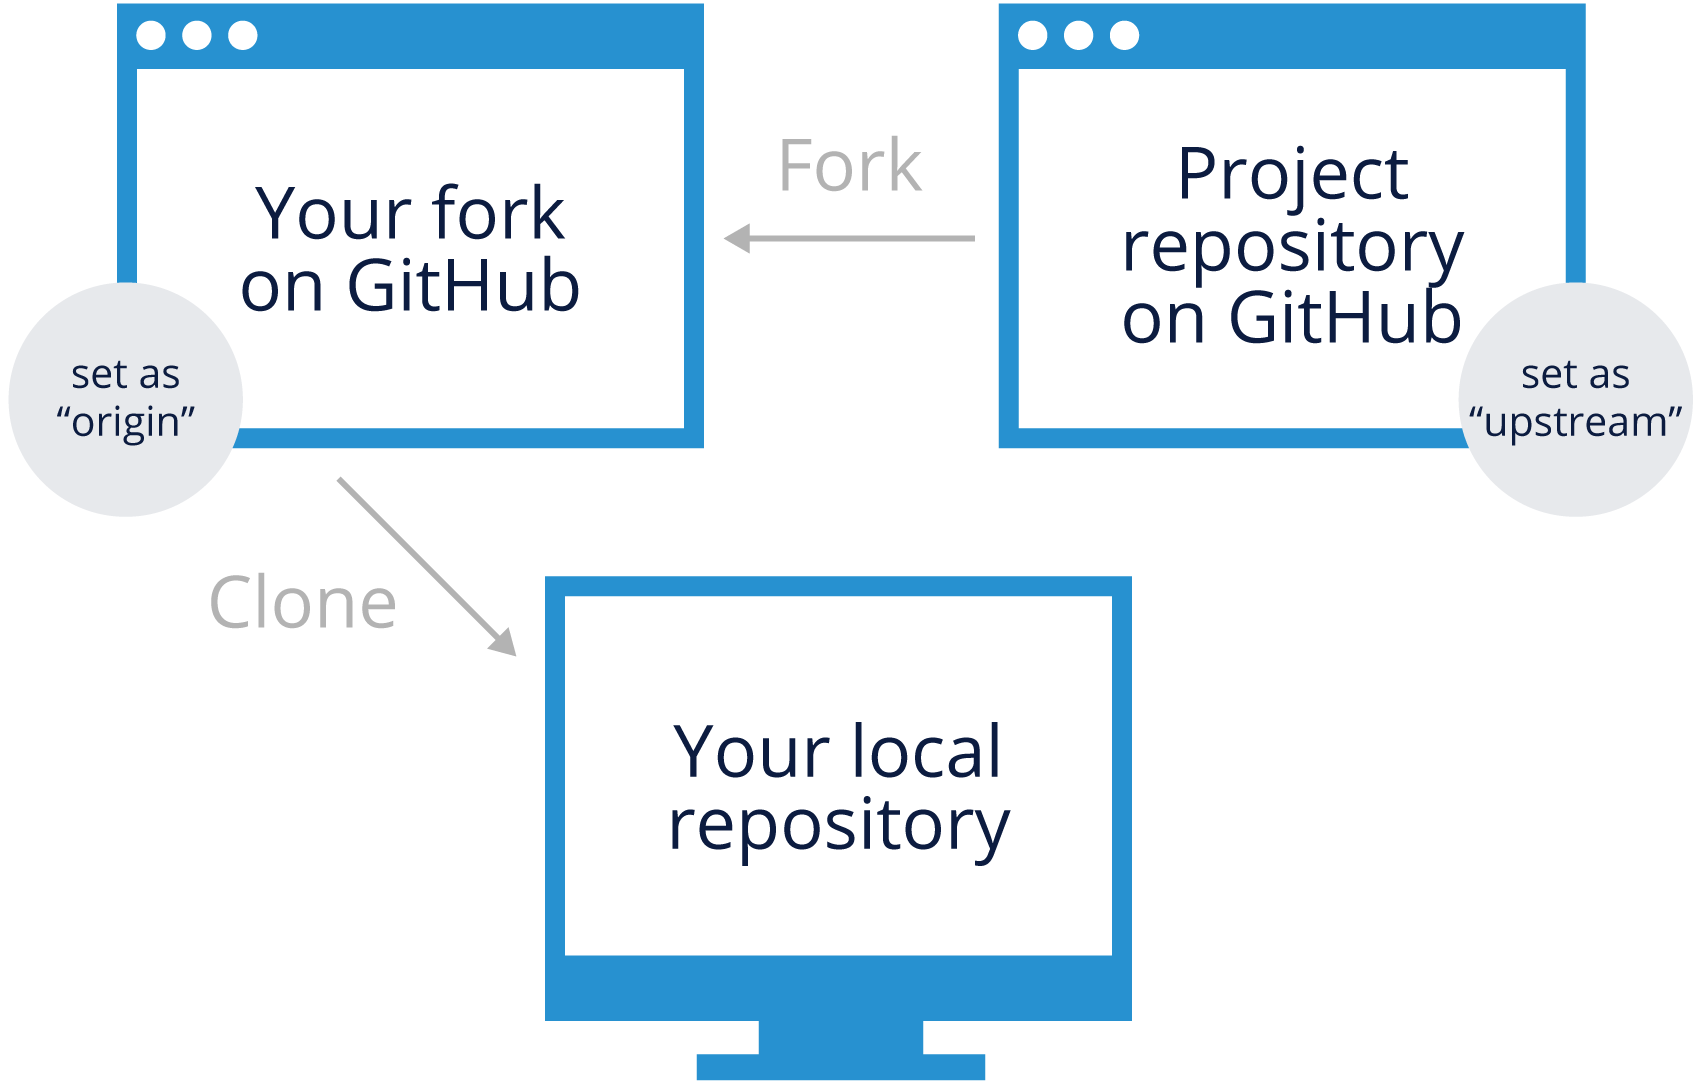 Your fork
on GitHub
set as
“origin”
Fork
Project
repository
on GitHub
set as
“upstream”
Clone
Your local
repository